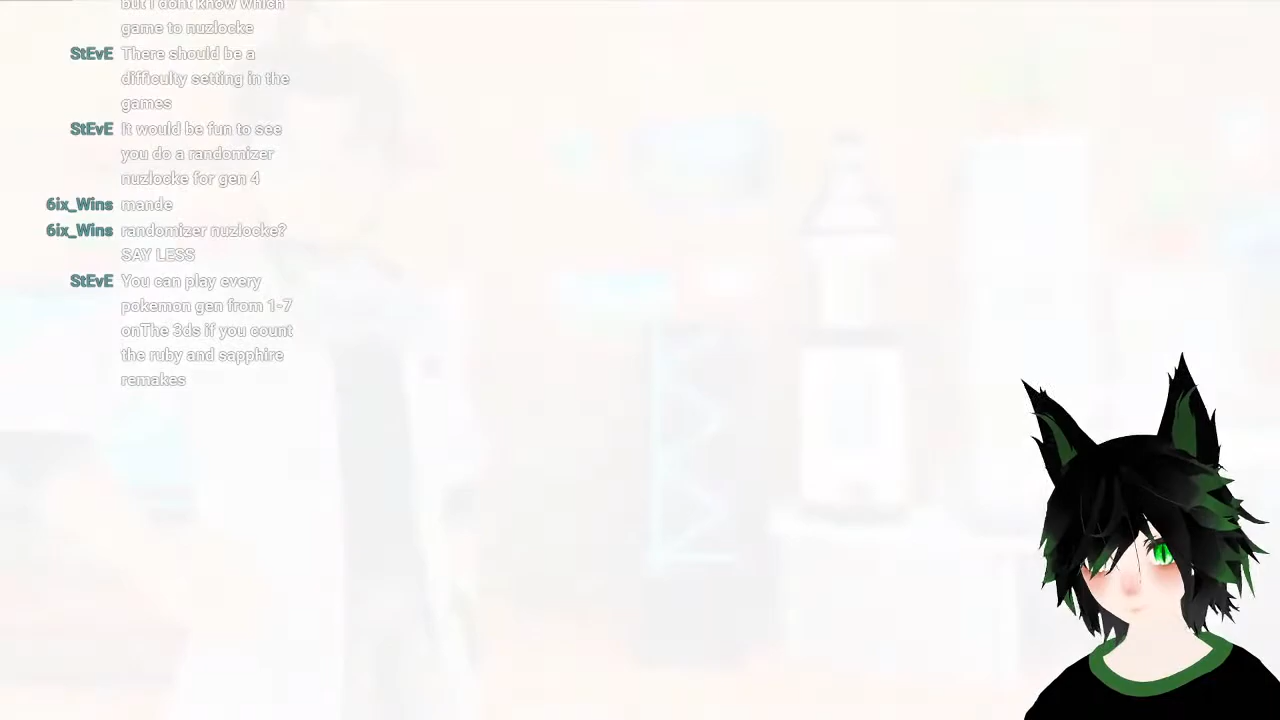 but I dont know which
game to nuzlocke
StEvE There should be a
difficulty setting in the
games
StEvE It would be fun to see
you do a randomizer
nuzlocke for gen 4
6ix_Wins mande
6ix_Wins randomizer nuzlocke?
SAY LESS
StEvE You can play every
pokemon gen from 1-7
onThe 3ds if you count
the ruby and sapphire
remakes